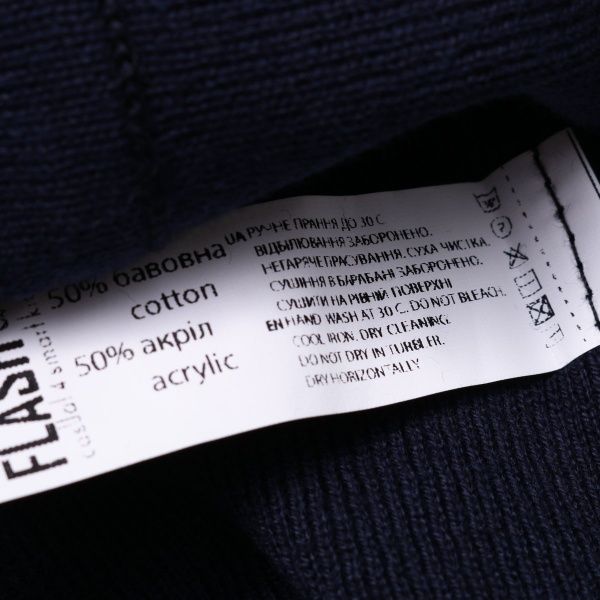 FLASH
casual & smart
50% бавовна
cotton
50% акріл
acrylic
UA РУЧНЕ ПРАННЯ ДО 30 С.
ВІДБІЛЮВАННЯ ЗАБОРОНЕНО.
НЕГАРЯЧЕ ПРАСУВАННЯ. СУХА ЧИСТКА.
СУШІННЯ В БАРАБАНІ ЗАБОРОНЕНО.
СУШИТИ НА РІВНІЙ ПОВЕРХНІ
EN HAND WASH AT 30 C. DO NOT BLEACH.
COOL IRON. DRY CLEANING.
DO NOT DRY IN TUMBLER.
DRY HORIZONTALLY